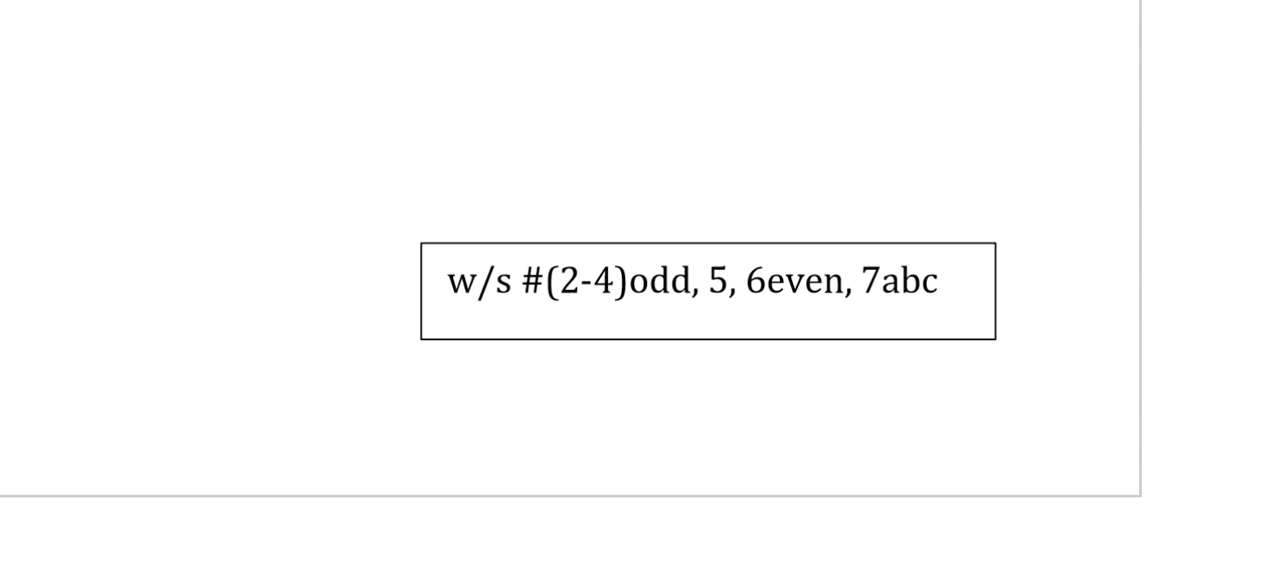 w/s #(2-4)odd, 5, 6even, 7abc